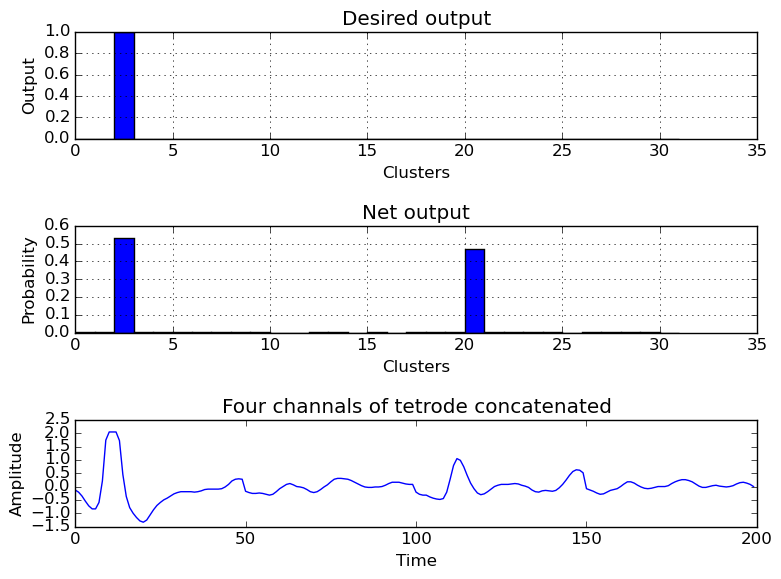 Desired output
1.0
0.8
0.6
0.4
0.2
0.0
Output
0 5 10 15 20 25 30 35
Clusters
Net output
0.6
0.5
0.4
0.3
0.2
0.1
0.0
Probability
0 5 10 15 20 25 30 35
Clusters
Four channals of tetrode concatenated
2.5
2.0
1.5
1.0
0.5
0.0
−0.5
−1.0
−1.5
Amplitude
0 50 100 150 200
Time